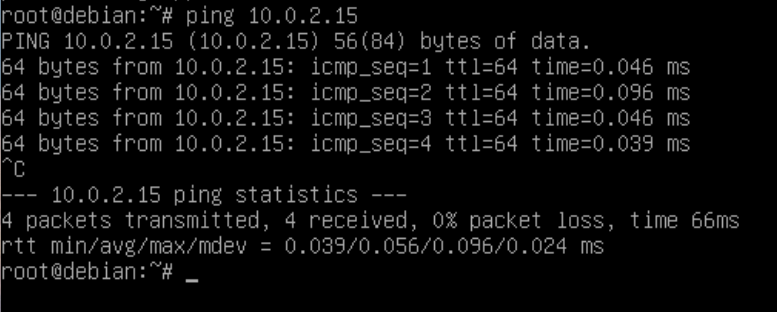 root@debian:~# ping 10.0.2.15
PING 10.0.2.15 (10.0.2.15) 56(84) bytes of data.
64 bytes from 10.0.2.15: icmp_seq=1 ttl=64 time=0.046 ms
64 bytes from 10.0.2.15: icmp_seq=2 ttl=64 time=0.096 ms
64 bytes from 10.0.2.15: icmp_seq=3 ttl=64 time=0.046 ms
64 bytes from 10.0.2.15: icmp_seq=4 ttl=64 time=0.039 ms
^C
--- 10.0.2.15 ping statistics ---
4 packets transmitted, 4 received, 0% packet loss, time 66ms
rtt min/avg/max/mdev = 0.039/0.056/0.096/0.024 ms
root@debian:~# _